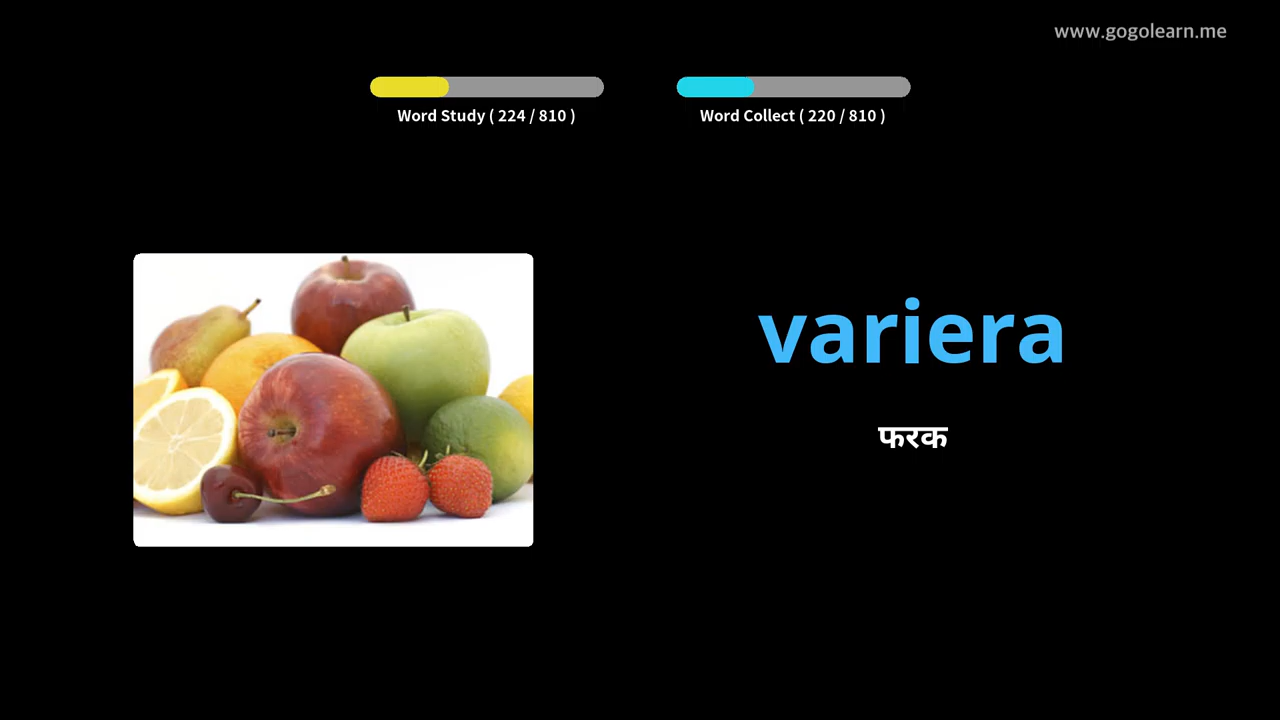 www.gogolearn.me
Word Study ( 224 / 810 )
Word Collect ( 220 / 810 )
variera
फरक